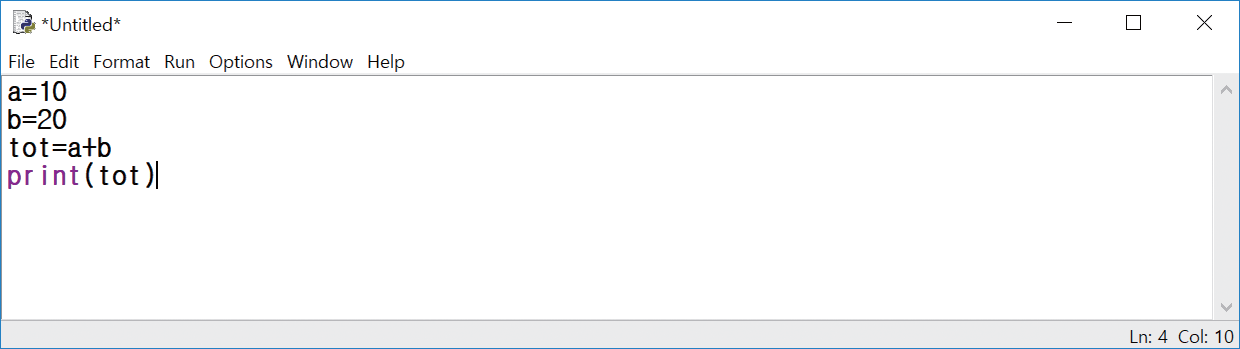 *Untitled*
File Edit Format Run Options Window Help
a=10
b=20
tot=a+b
print(tot)
Ln: 4 Col: 10